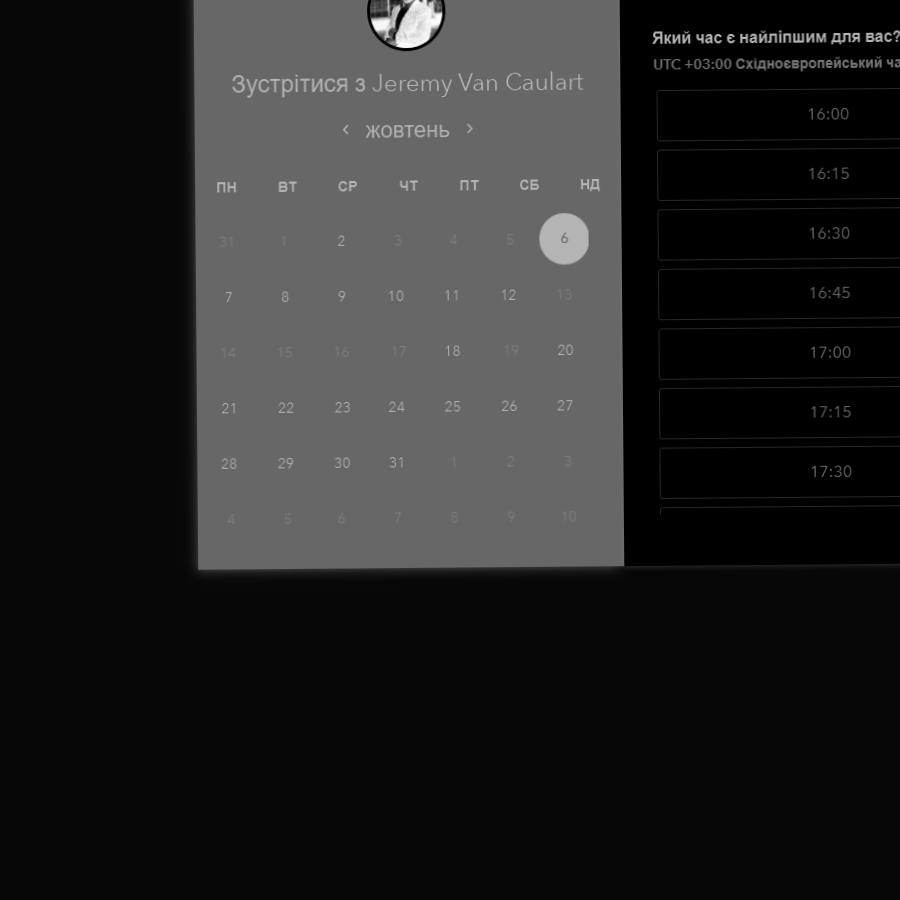 Зустрітися з Jeremy Van Caulart
‹ жовтень ›
ПН ВТ СР ЧТ ПТ СБ НД
31 1 2 3 4 5 6
7 8 9 10 11 12 13
14 15 16 17 18 19 20
21 22 23 24 25 26 27
28 29 30 31 1 2 3
4 5 6 7 8 9 10
Який час є найліпшим для вас?
UTC +03:00 Східноєвропейський
16:00
16:15
16:30
16:45
17:00
17:15
17:30